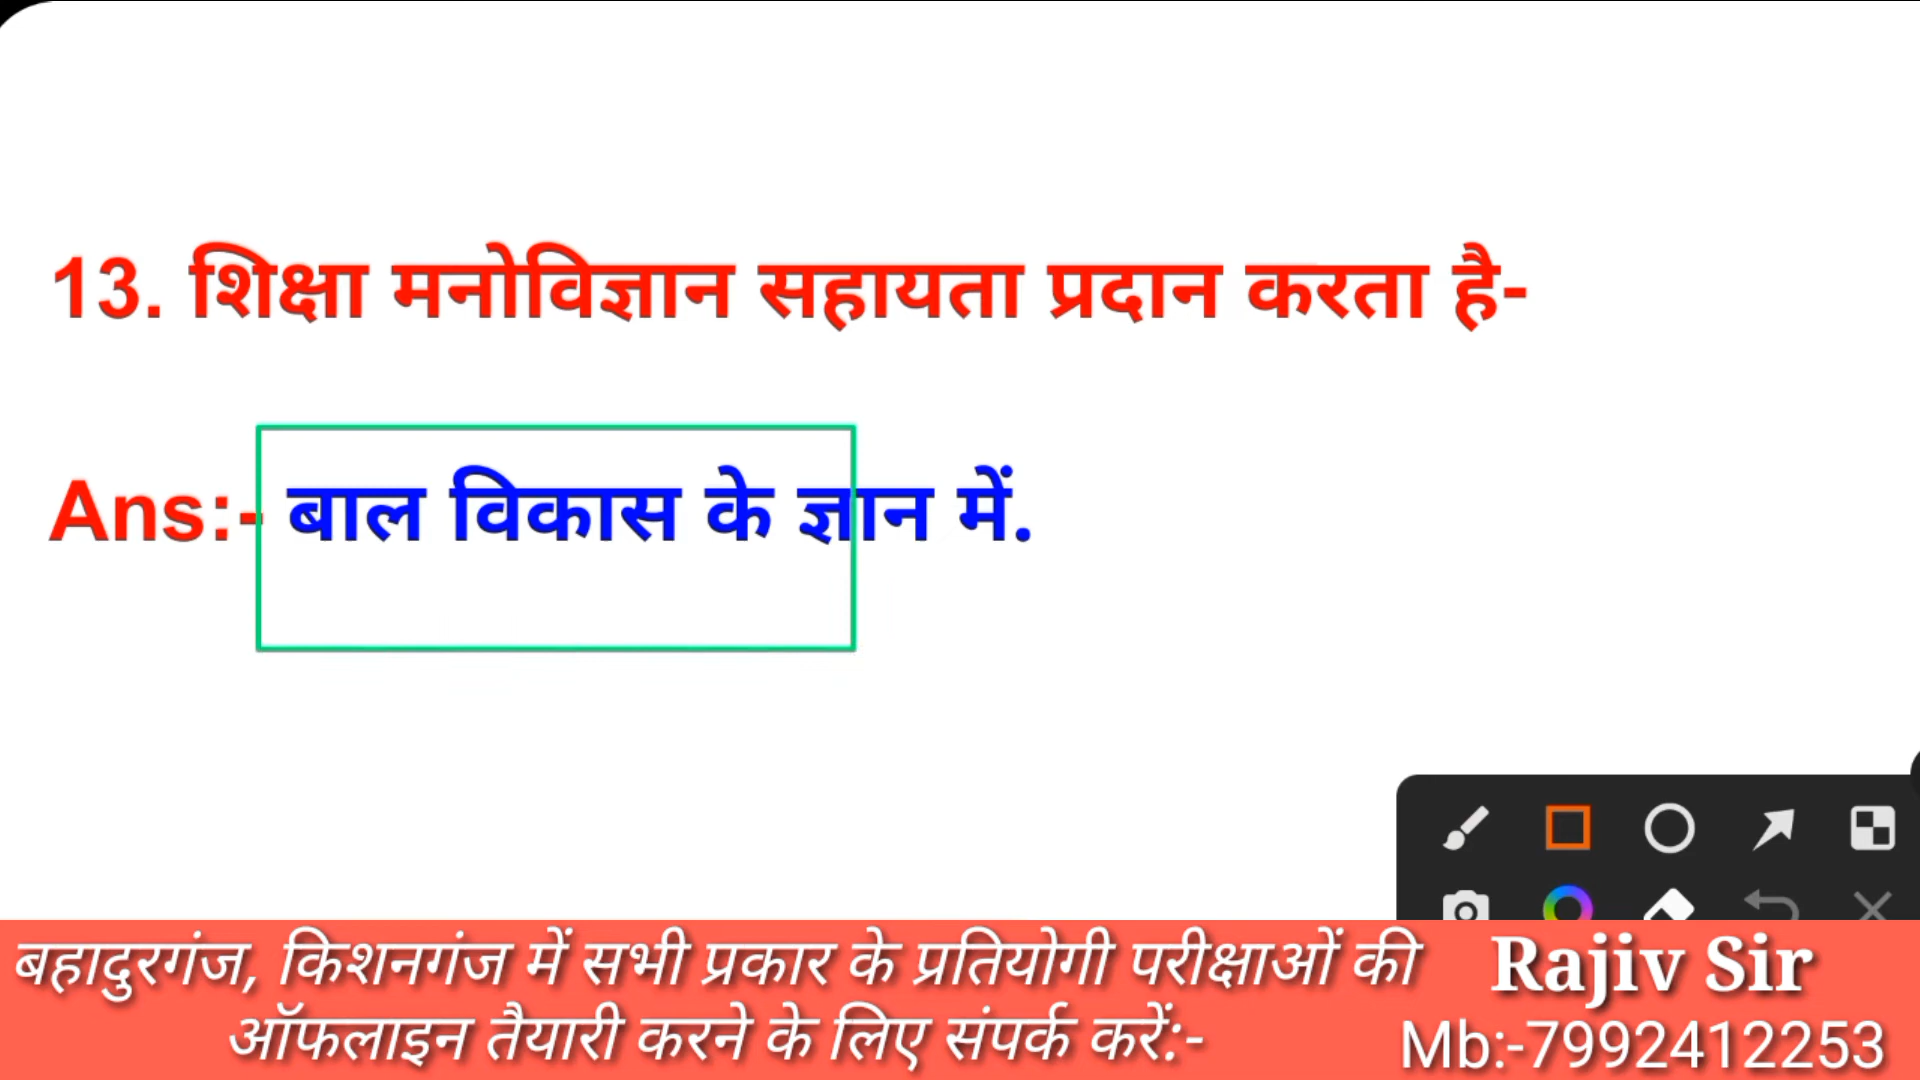 13. शिक्षा मनोविज्ञान सहायता प्रदान करता है-
Ans:- बाल विकास के ज्ञान में.
बहादुरगंज, किशनगंज में सभी प्रकार के प्रतियोगी परीक्षाओं की
ऑफलाइन तैयारी करने के लिए संपर्क करें:-
Rajiv Sir
Mb:-7992412253